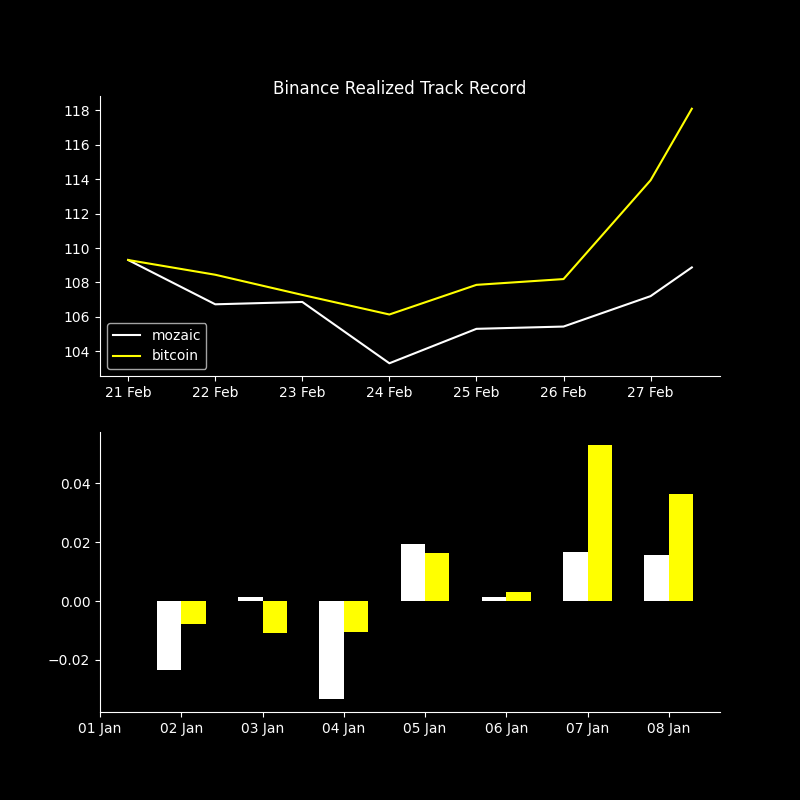 Binance Realized Track Record
118
116
114
112
110
108
106
104
mozaic
bitcoin
21 Feb 22 Feb 23 Feb 24 Feb 25 Feb 26 Feb 27 Feb
0.04
0.02
0.00
−0.02
01 Jan 02 Jan 03 Jan 04 Jan 05 Jan 06 Jan 07 Jan 08 Jan